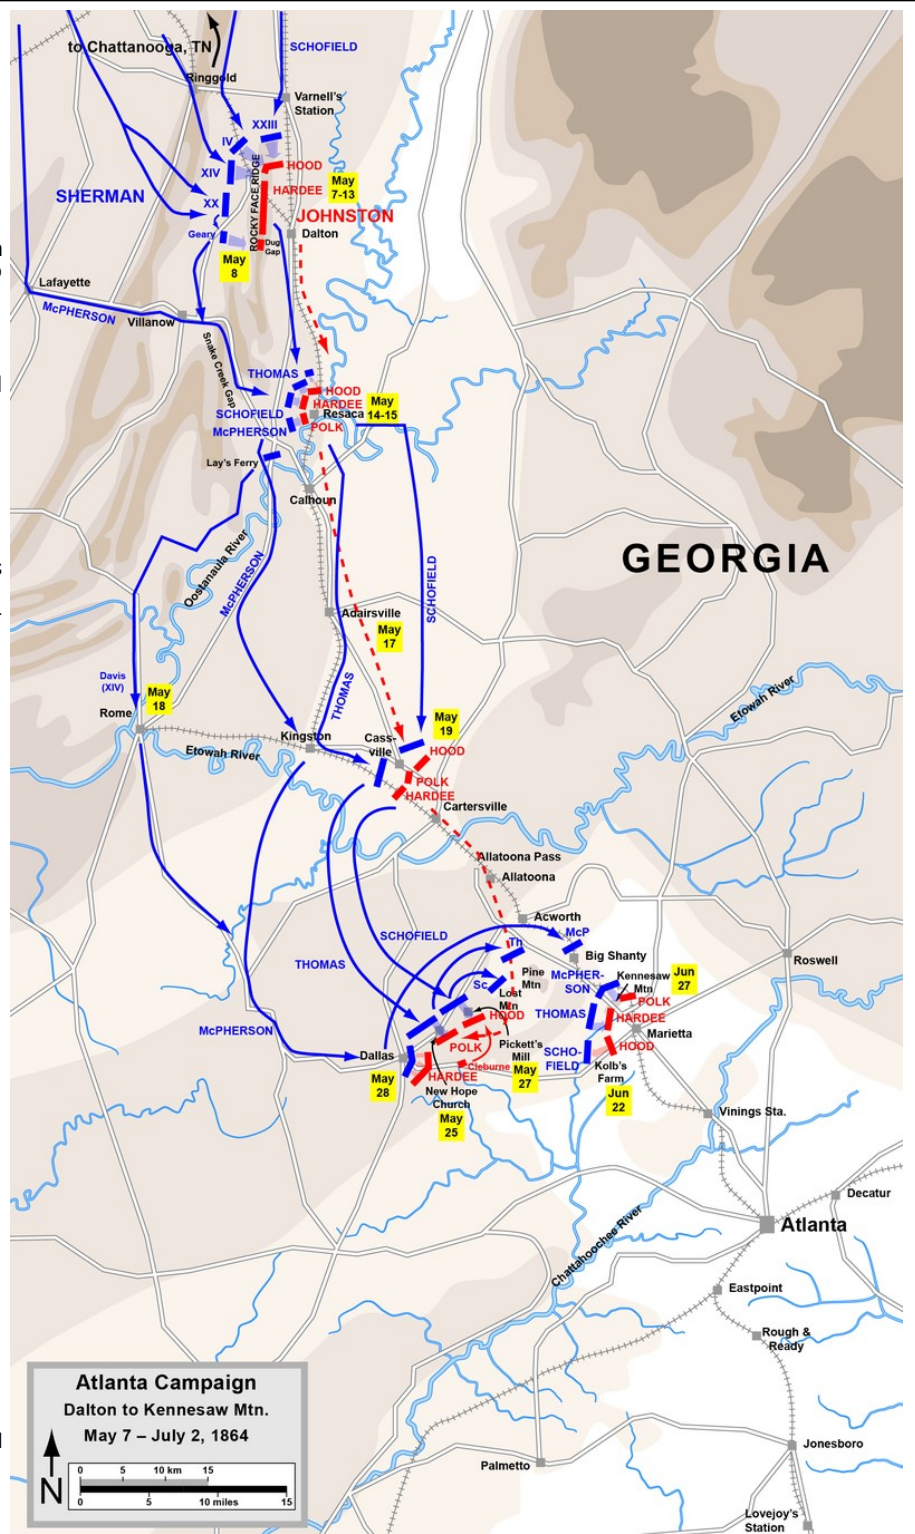 to Chattanooga, TN
SCHOFIELD
Ringgold
Varnell's
Station
XXIII
IV
XIV
HOOD
HARDEE
May
7-13
SHERMAN
XX
ROCKY FACE RIDGE
JOHNSTON
Geary
Dalton
Dug
Gap
May
8
Lafayette
McPHERSON
Villanow
Snake Creek Gap
THOMAS
HOOD
HARDEE
May
14-15
SCHOFIELD
Resaca
McPHERSON
POLK
Lay's Ferry
Calhoun
GEORGIA
Oostanaula River
McPHERSON
SCHOFIELD
Adairsville
May
17
Davis
(XIV)
May
18
THOMAS
Rome
Etowah River
May
19
Kingston
Cass-
ville
HOOD
Etowah River
POLK
HARDEE
Cartersville
Allatoona Pass
Allatoona
Acworth
SCHOFIELD
Th
McP
Big Shanty
Roswell
THOMAS
Pine
Mtn
McPHER-
SON
Kennesaw
Mtn
Jun
27
Sc
Lost
Mtn
POLK
HOOD
THOMAS
HARDEE
McPHERSON
Marietta
Pickett's
Mill
HOOD
Dallas
POLK
SCHO-
FIELD
Cleburne
May
27
Kolb's
Farm
HARDEE
May
28
New Hope
Church
Jun
22
May
25
Vinings Sta.
Decatur
Chattahoochee River
Atlanta
Eastpoint
Rough &
Ready
Atlanta Campaign
Dalton to Kennesaw Mtn.
May 7 – July 2, 1864
N
0 5 10 km 15
0 5 10 miles 15
Jonesboro
Palmetto
Lovejoy's
Station